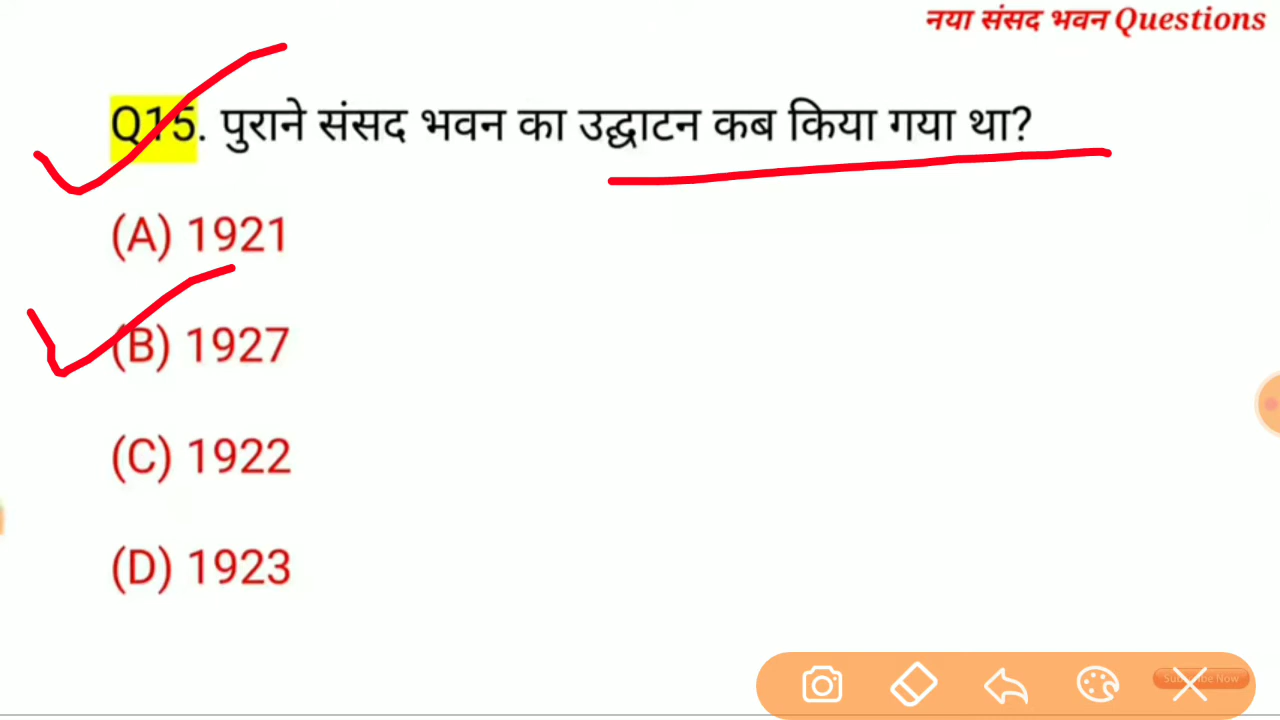 नया संसद भवन Questions
Q15. पुराने संसद भवन का उद्घाटन कब किया गया था?
(A) 1921
(B) 1927
(C) 1922
(D) 1923